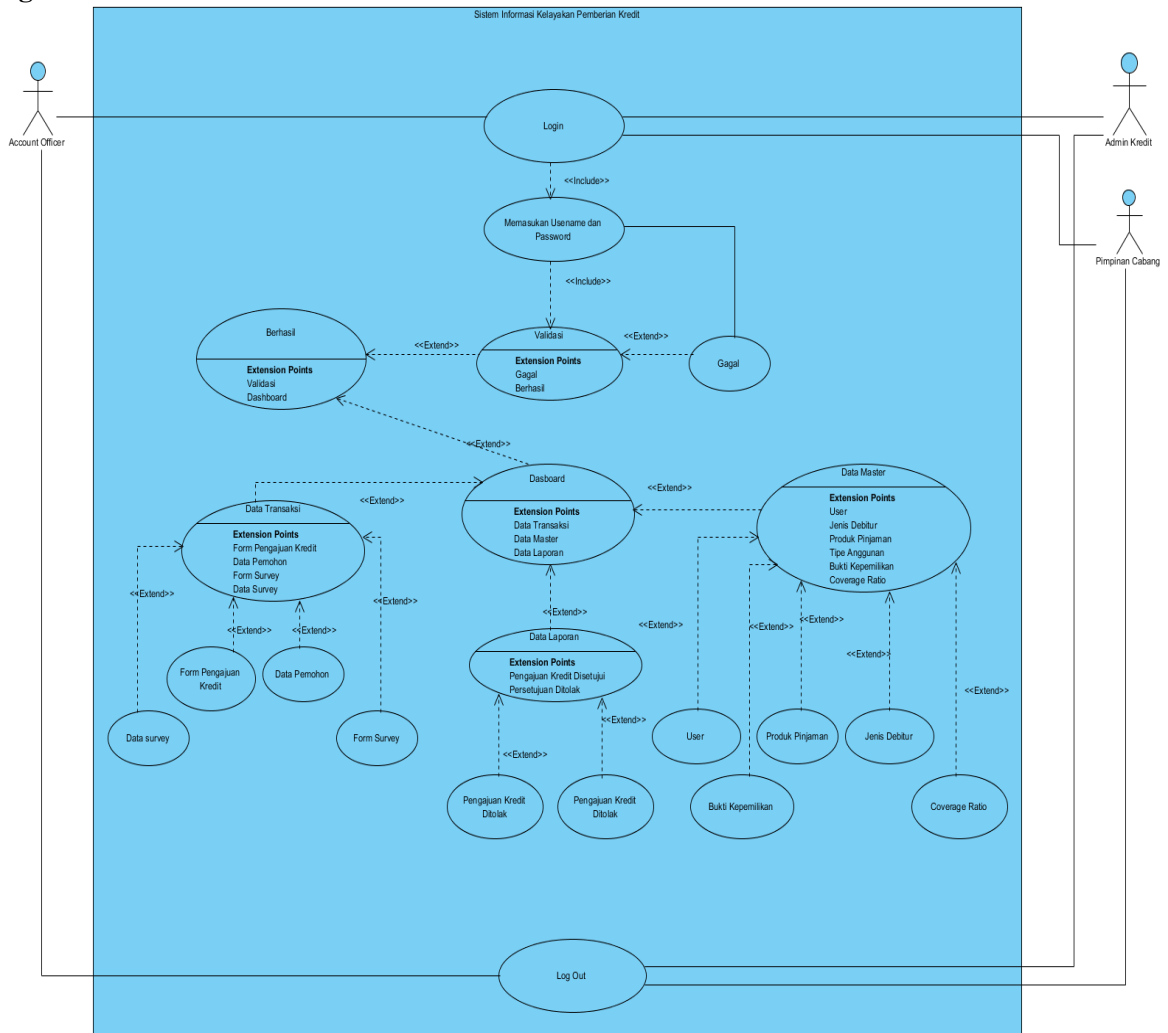 Sistem Informasi Kelayakan Pemberian Kredit
Account Officer
Admin Kredit
Pimpinan Cabang
Login
<<Include>>
Memasukan Usename dan
Password
<<Include>>
Berhasil
Extension Points
Validasi
Dashboard
<<Extend>>
Validasi
Extension Points
Gagal
Berhasil
<<Extend>>
Gagal
<<Extend>>
Data Transaksi
Extension Points
Form Pengajuan Kredit
Data Pemohon
Form Survey
Data Survey
<<Extend>>
Dasboard
Extension Points
Data Transaksi
Data Master
Data Laporan
<<Extend>>
Data Master
Extension Points
User
Jenis Debitur
Produk Pinjaman
Tipe Anggunan
Bukti Kepemilikan
Coverage Ratio
<<Extend>>
<<Extend>>
<<Extend>>
<<Extend>>
<<Extend>>
Form Pengajuan
Kredit
Data Pemohon
Data survey
Form Survey
Data Laporan
Extension Points
Pengajuan Kredit Disetujui
Persetujuan Ditolak
<<Extend>>
<<Extend>>
<<Extend>>
<<Extend>>
<<Extend>>
<<Extend>>
<<Extend>>
<<Extend>>
User
Produk Pinjaman
Jenis Debitur
Pengajuan Kredit
Ditolak
Pengajuan Kredit
Ditolak
Bukti Kepemilikan
Coverage Ratio
Log Out